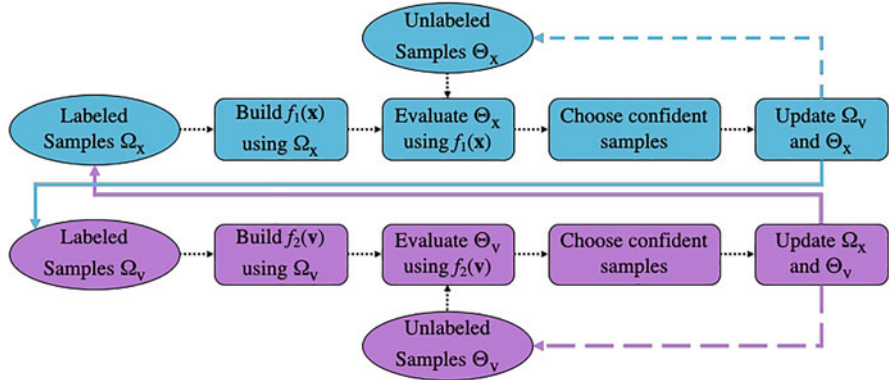 Unlabeled
Samples Θₓ
Labeled
Samples Ωₓ
Build f₁(x)
using Ωₓ
Evaluate Θₓ
using f₁(x)
Choose confident
samples
Update Ωᵥ
and Θₓ
Labeled
Samples Ωᵥ
Build f₂(v)
using Ωᵥ
Evaluate Θᵥ
using f₂(v)
Choose confident
samples
Update Ωₓ
and Θᵥ
Unlabeled
Samples Θᵥ